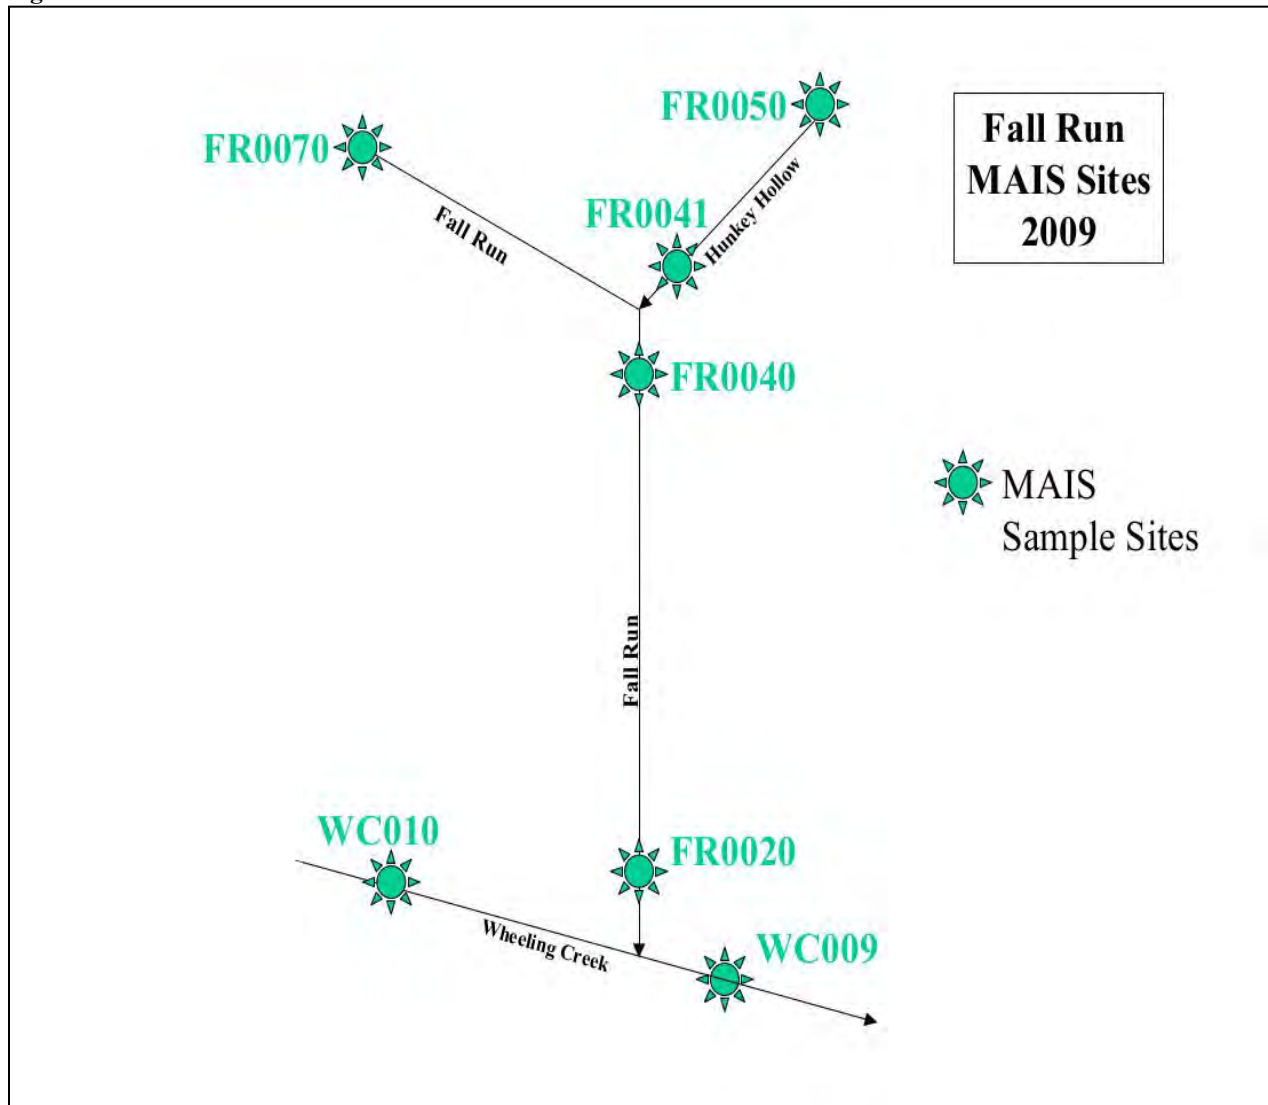 FR0050
Fall Run
MAIS Sites
2009
FR0070
FR0041
Hunkey Hollow
Fall Run
FR0040
MAIS
Sample Sites
Fall Run
WC010
FR0020
Wheeling Creek
WC009